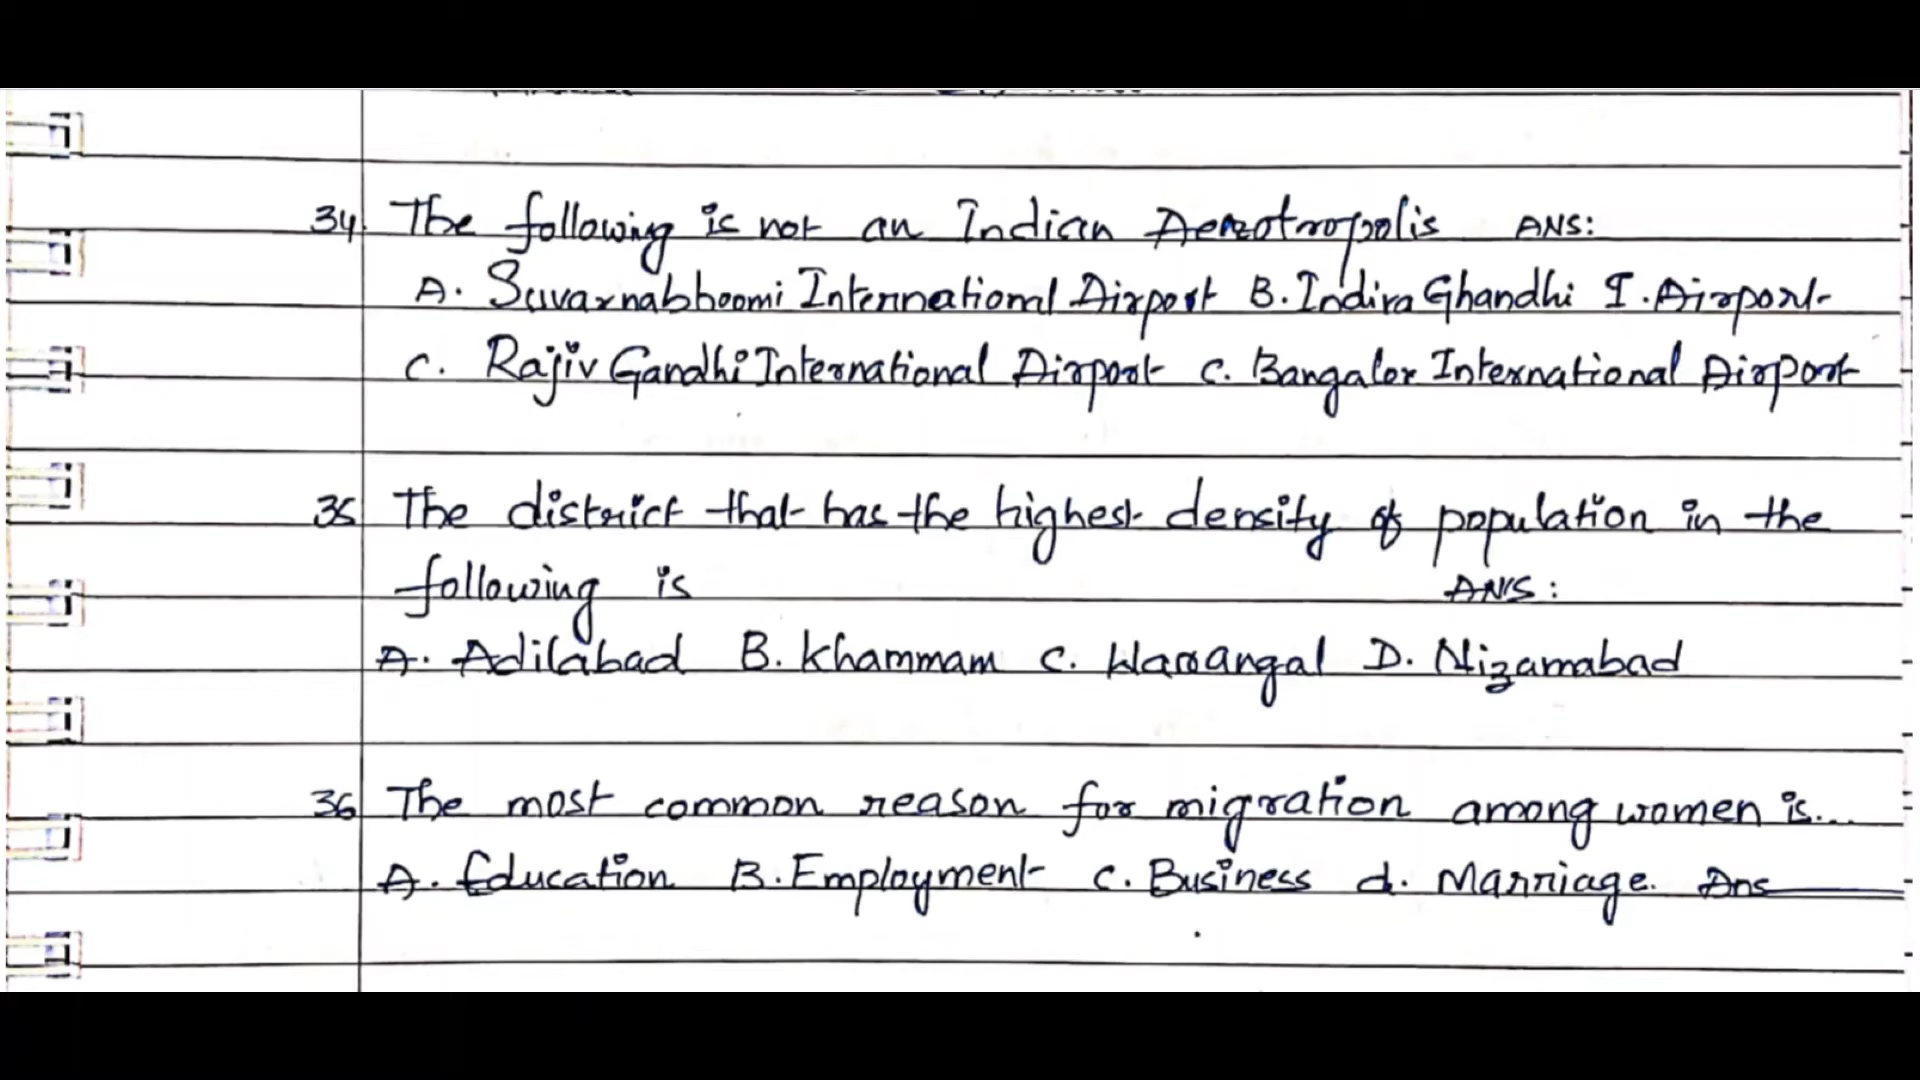 34. The following is not an Indian Aerotropolis ANS:
A. Suvarnabhoomi International Airport B. Indira Ghandhi I. Airport
C. Rajiv Gandhi International Airport C. Bangalor International Airport
35 The district that has the highest density of population in the
following is ANS:
A. Adilabad B. Khammam C. Warangal D. Nizamabad
36 The most common reason for migration among women is...
A. Education B. Employment C. Business d. Marriage. Ans